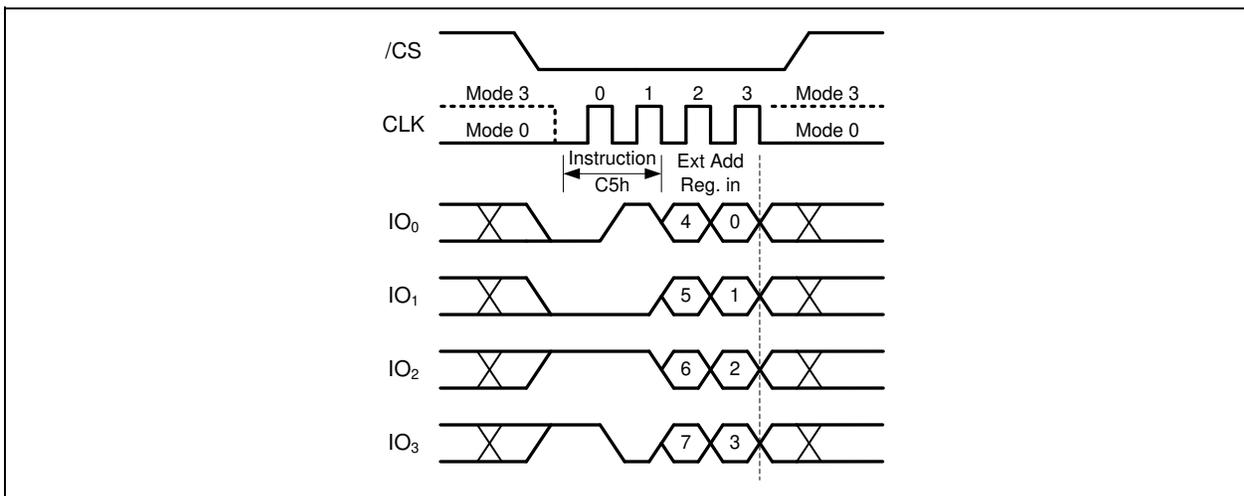 /CS
Mode 3 0 1 2 3 Mode 3
CLK
Mode 0 Mode 0
Instruction Ext Add
C5h Reg. in
IO₀ 4 0
IO₁ 5 1
IO₂ 6 2
IO₃ 7 3